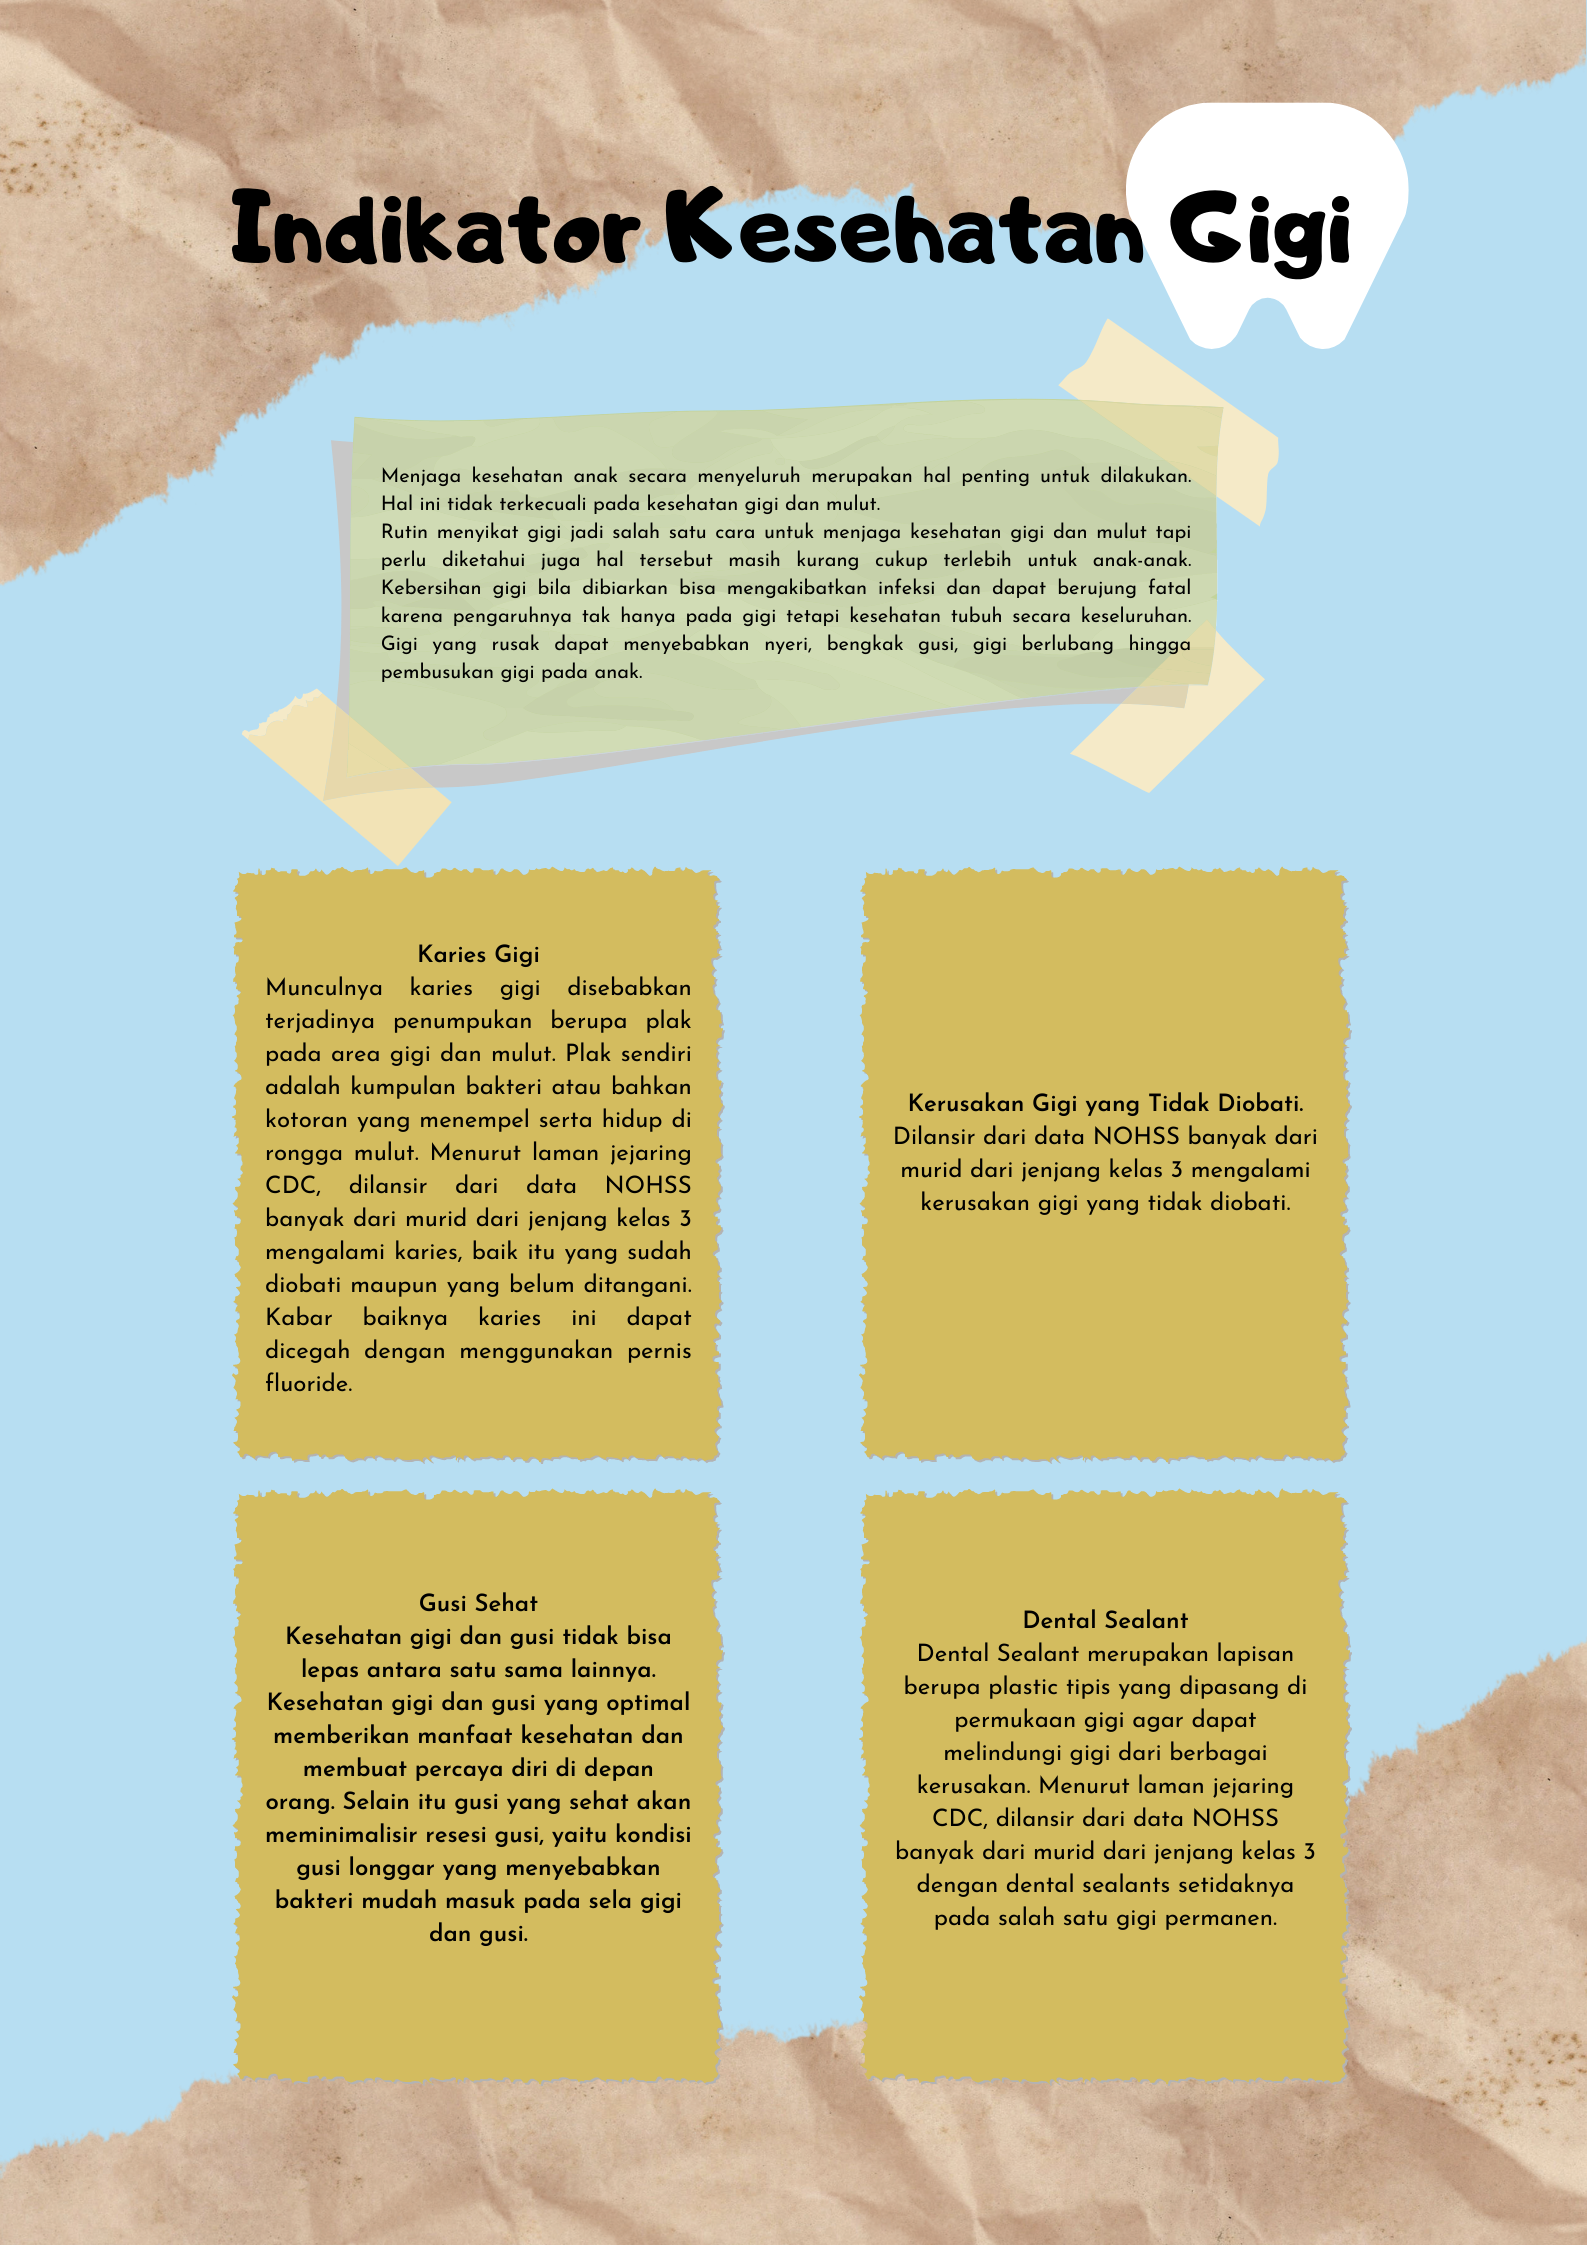 Indikator Kesehatan Gigi
Menjaga kesehatan anak secara menyeluruh merupakan hal penting untuk dilakukan.
Hal ini tidak terkecuali pada kesehatan gigi dan mulut.
Rutin menyikat gigi jadi salah satu cara untuk menjaga kesehatan gigi dan mulut tapi
perlu diketahui juga hal tersebut masih kurang cukup terlebih untuk anak-anak.
Kebersihan gigi bila dibiarkan bisa mengakibatkan infeksi dan dapat berujung fatal
karena pengaruhnya tak hanya pada gigi tetapi kesehatan tubuh secara keseluruhan.
Gigi yang rusak dapat menyebabkan nyeri, bengkak gusi, gigi berlubang hingga
pembusukan gigi pada anak.
Karies Gigi
Munculnya karies gigi disebabkan
terjadinya penumpukan berupa plak
pada area gigi dan mulut. Plak sendiri
adalah kumpulan bakteri atau bahkan
kotoran yang menempel serta hidup di
rongga mulut. Menurut laman jejaring
CDC, dilansir dari data NOHSS
banyak dari murid dari jenjang kelas 3
mengalami karies, baik itu yang sudah
diobati maupun yang belum ditangani.
Kabar baiknya karies ini dapat
dicegah dengan menggunakan pernis
fluoride.
Kerusakan Gigi yang Tidak Diobati.
Dilansir dari data NOHSS banyak dari
murid dari jenjang kelas 3 mengalami
kerusakan gigi yang tidak diobati.
Gusi Sehat
Kesehatan gigi dan gusi tidak bisa
lepas antara satu sama lainnya.
Kesehatan gigi dan gusi yang optimal
memberikan manfaat kesehatan dan
membuat percaya diri di depan
orang. Selain itu gusi yang sehat akan
meminimalisir resesi gusi, yaitu kondisi
gusi longgar yang menyebabkan
bakteri mudah masuk pada sela gigi
dan gusi.
Dental Sealant
Dental Sealant merupakan lapisan
berupa plastic tipis yang dipasang di
permukaan gigi agar dapat
melindungi gigi dari berbagai
kerusakan. Menurut laman jejaring
CDC, dilansir dari data NOHSS
banyak dari murid dari jenjang kelas 3
dengan dental sealants setidaknya
pada salah satu gigi permanen.